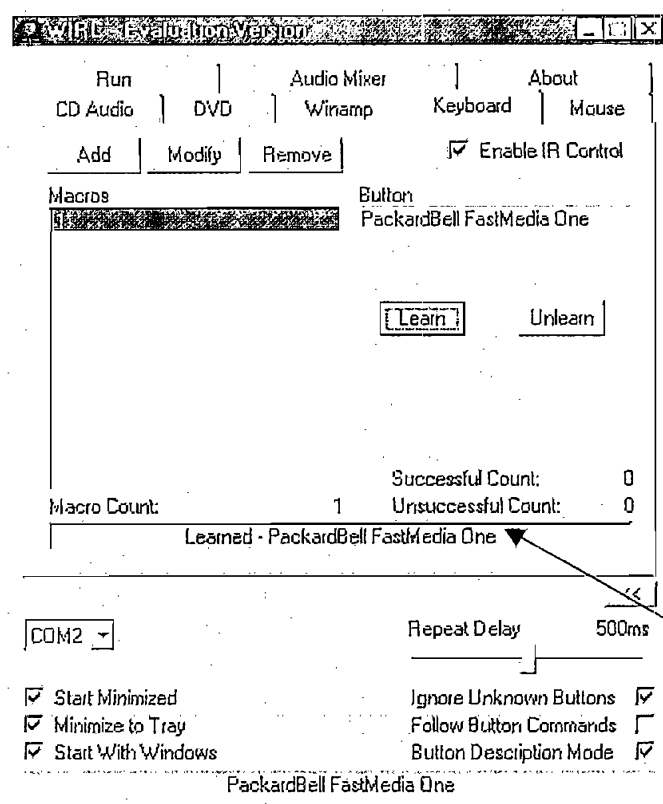 WIRC - Evaluation Version
Run Audio Mixer About
CD Audio DVD Winamp Keyboard Mouse
Add Modify Remove Enable IR Control
Macros Button
PackardBell FastMedia One
Learn Unlearn
Successful Count: 0
Macro Count: 1 Unsuccessful Count: 0
Learned - PackardBell FastMedia One
<<
COM2 Repeat Delay 500ms
Start Minimized Ignore Unknown Buttons
Minimize to Tray Follow Button Commands
Start With Windows Button Description Mode
PackardBell FastMedia One